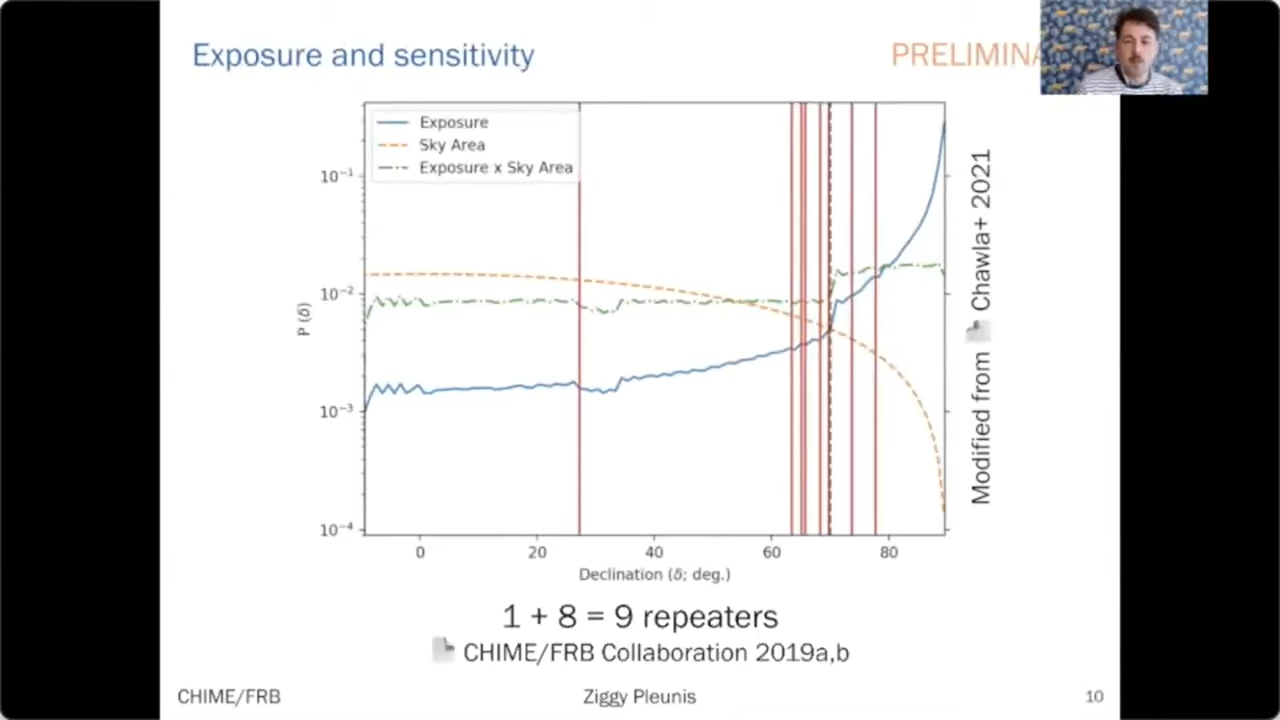 Exposure and sensitivity
PRELIMINA
Exposure
Sky Area
Exposure x Sky Area
10⁻¹
10⁻²
10⁻³
10⁻⁴
P (δ)
0 20 40 60 80
Declination (δ; deg.)
Modified from Chawla+ 2021
1 + 8 = 9 repeaters
CHIME/FRB Collaboration 2019a,b
CHIME/FRB
Ziggy Pleunis
10